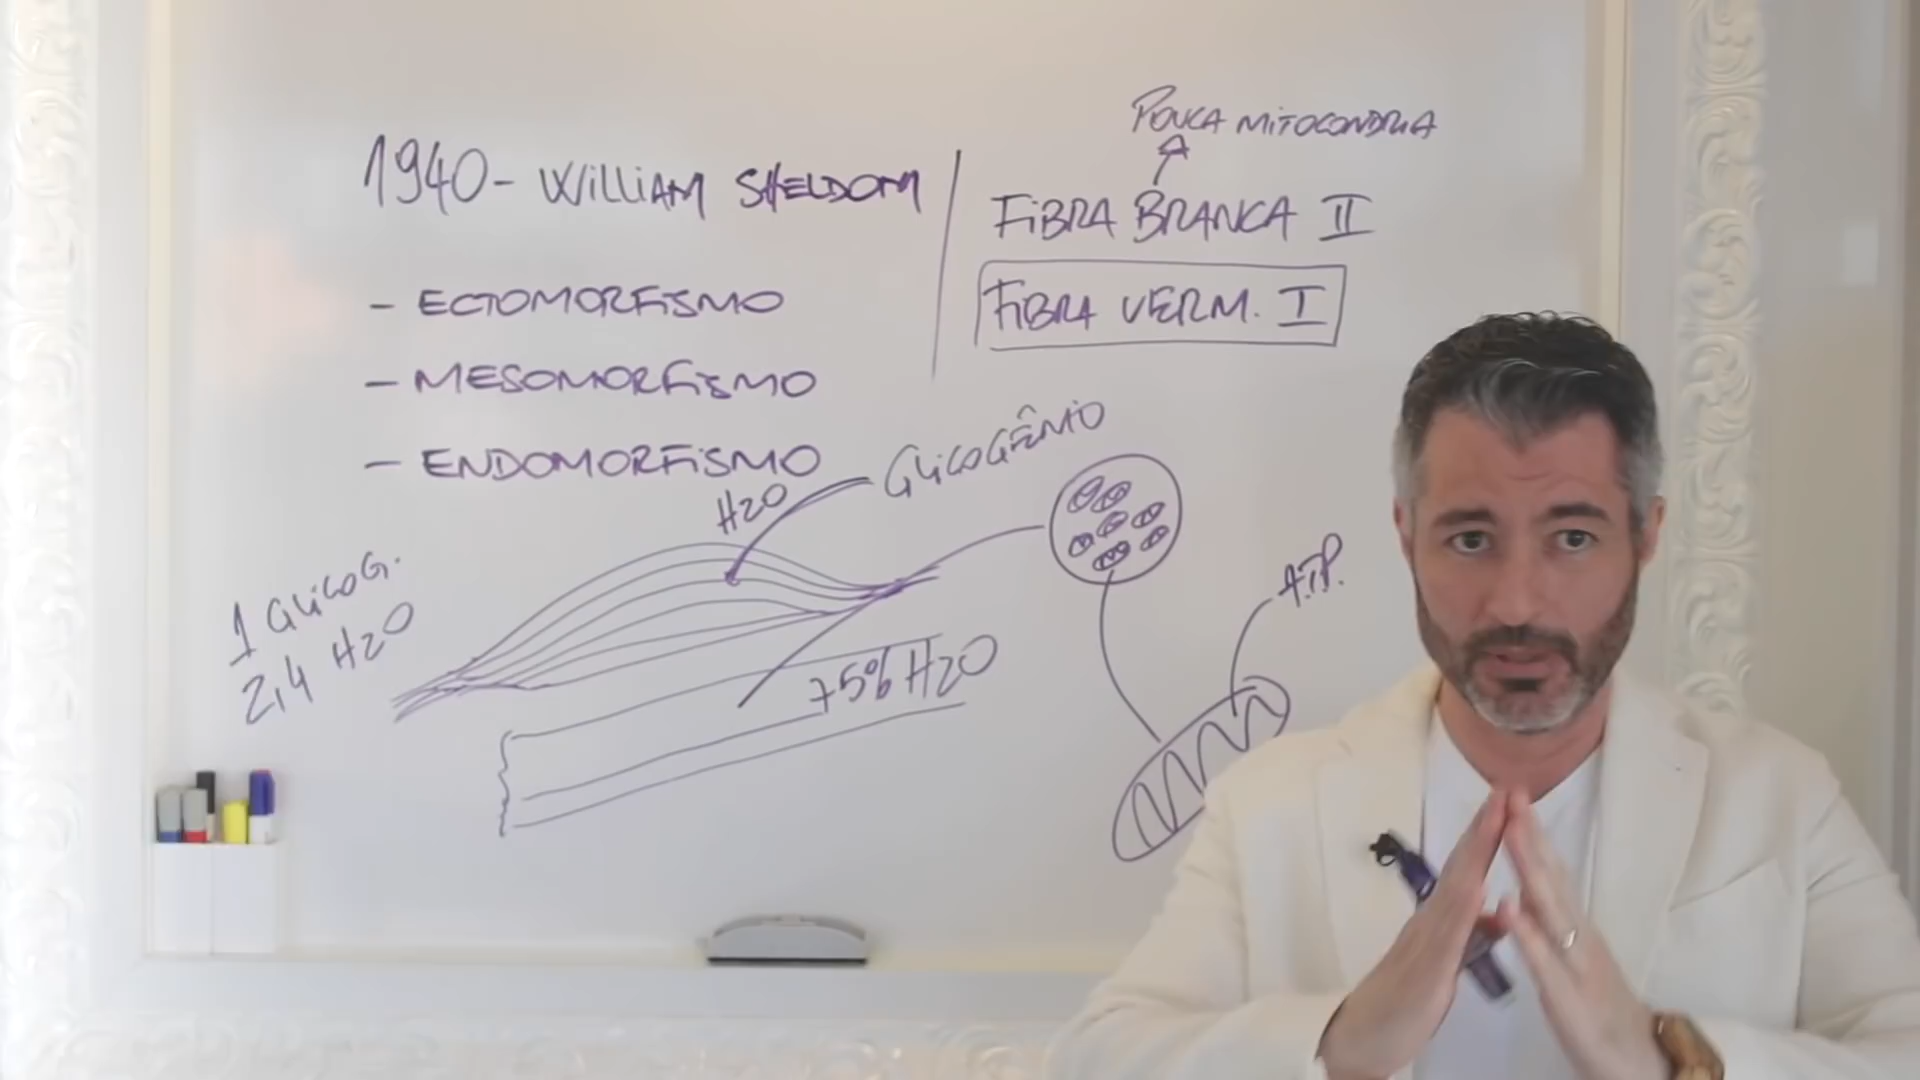 1940 - WILLIAM SHELDOM
- ECTOMORFISMO
- MESOMORFISMO
- ENDOMORFISMO
POUCA MITOCONDRIA
FIBRA BRANCA II
FIBRA VERM. I
GLICOGÊNIO
H2O
1 GLICOG.
2,4 H2O
75% H2O
A.T.P.